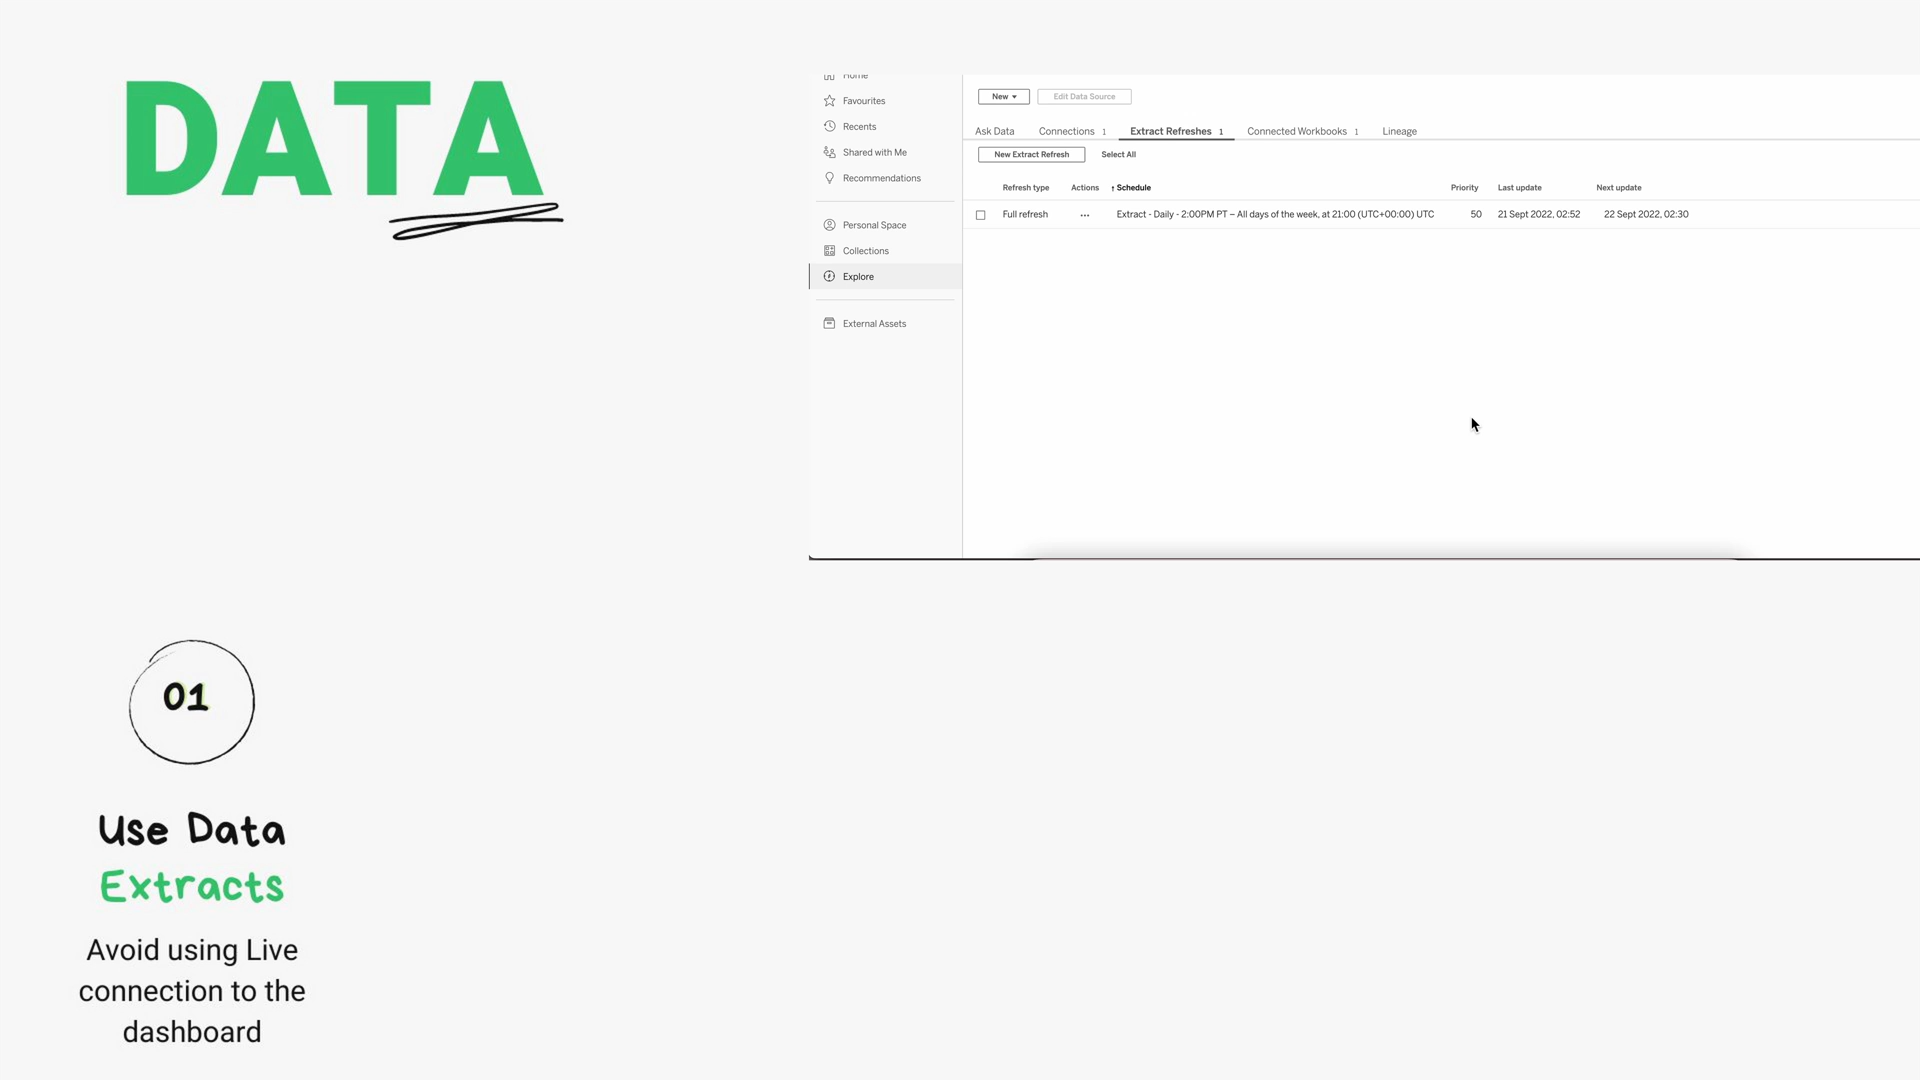 DATA
Home
Favourites
Recents
Shared with Me
Recommendations
Personal Space
Collections
Explore
External Assets
New Edit Data Source
Ask Data Connections 1 Extract Refreshes 1 Connected Workbooks 1 Lineage
New Extract Refresh Select All
Refresh type Actions ↑ Schedule Priority Last update Next update
Full refresh ... Extract - Daily - 2:00PM PT – All days of the week, at 21:00 (UTC+00:00) UTC 50 21 Sept 2022, 02:52 22 Sept 2022, 02:30
01
Use Data
Extracts
Avoid using Live
connection to the
dashboard